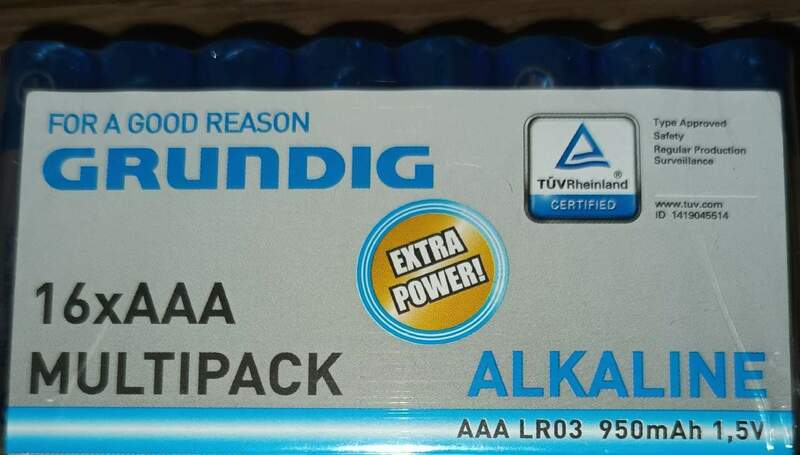 FOR A GOOD REASON
GRUNDIG
TÜVRheinland®
CERTIFIED
Type Approved
Safety
Regular Production
Surveillance
www.tuv.com
ID 1419045514
EXTRA
POWER!
16xAAA
MULTIPACK
ALKALINE
AAA LR03 950mAh 1,5V